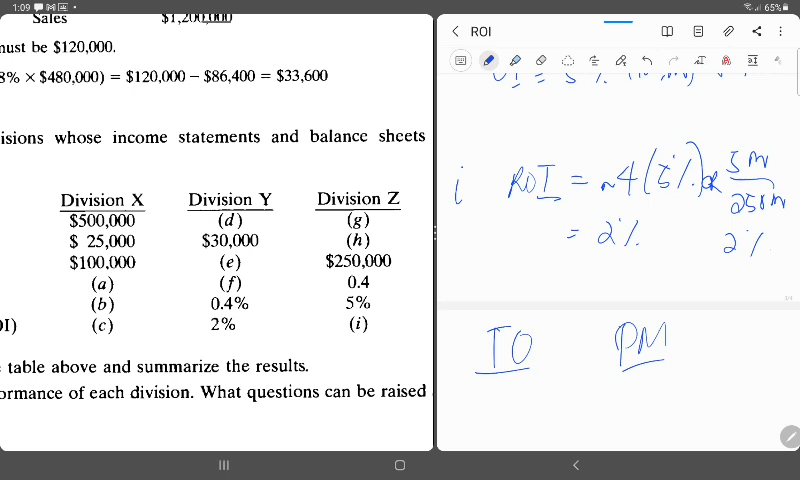 1:09
65%
Sales $1,200,000
must be $120,000.
8% × $480,000) = $120,000 − $86,400 = $33,600
isions whose income statements and balance sheets
Division X Division Y Division Z
$500,000 (d) (g)
$ 25,000 $30,000 (h)
$100,000 (e) $250,000
(a) (f) 0.4
(b) 0.4% 5%
OI) (c) 2% (i)
table above and summarize the results.
ormance of each division. What questions can be raised
ROI
i ROI = .4 (5%) or 5m
250m
= 2% 2%
TO PM